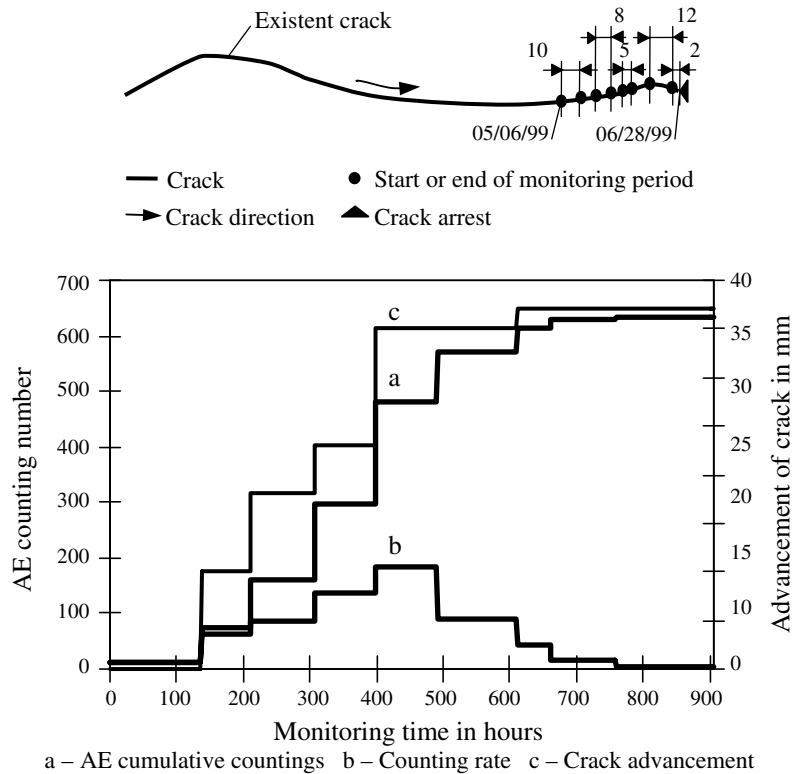 Existent crack
8
12
10
5
2
05/06/99
06/28/99
Crack
Start or end of monitoring period
Crack direction
Crack arrest
700
600
500
400
300
200
100
0
AE counting number
40
35
30
25
20
15
10
0
Advancement of crack in mm
c
a
b
0 100 200 300 400 500 600 700 800 900
Monitoring time in hours
a – AE cumulative countings b – Counting rate c – Crack advancement